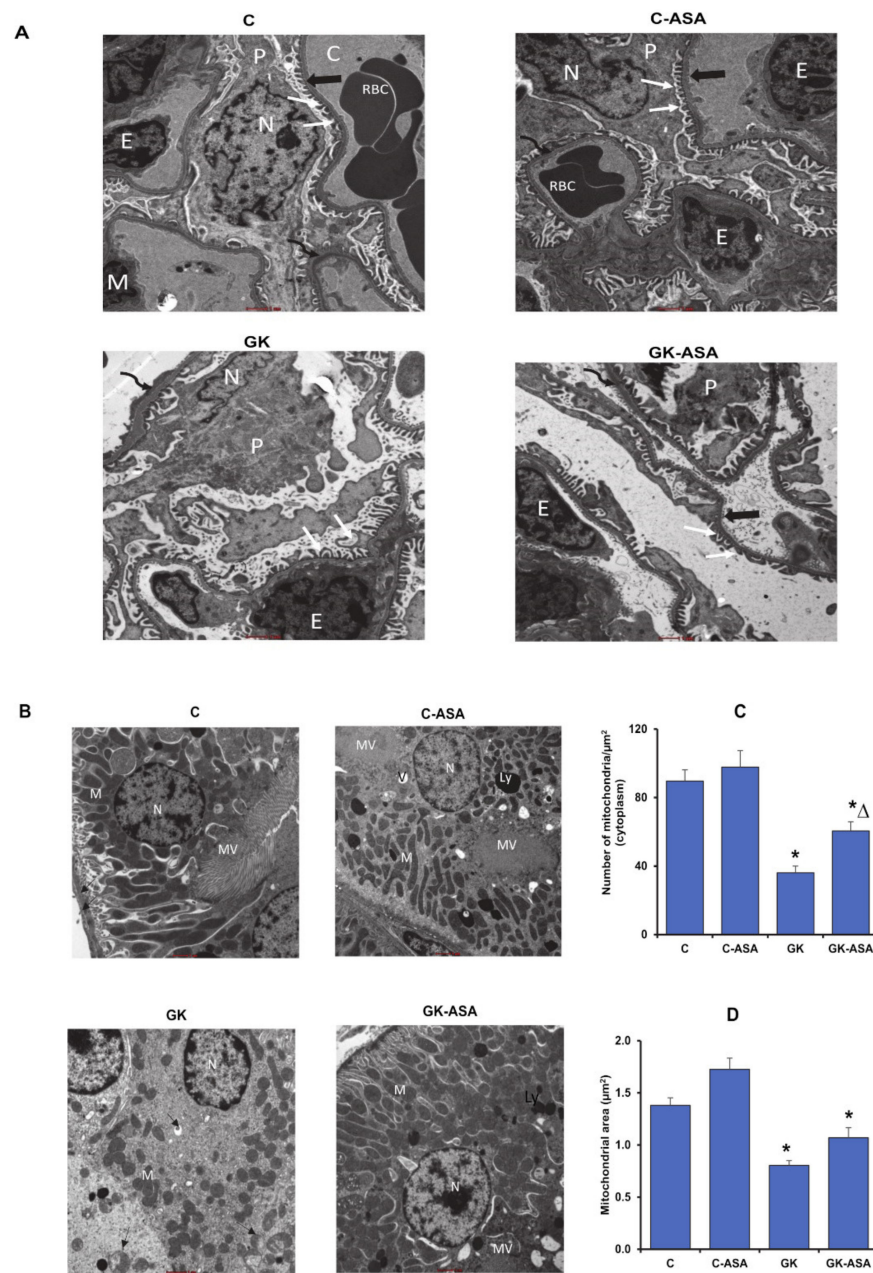 A
C
C-ASA
P
C
RBC
N
E
M
P
N
E
RBC
E
GK
GK-ASA
N
P
E
P
E
B
C
C-ASA
C
M
N
MV
MV
V
N
Ly
M
MV
Number of mitochondria/µm²
(cytoplasm)
120
80
40
0
*
*Δ
C
C-ASA
GK
GK-ASA
GK
GK-ASA
D
N
M
M
Ly
N
MV
Mitochondrial area (µm²)
2.0
1.5
1.0
0.5
0.0
*
*
C
C-ASA
GK
GK-ASA